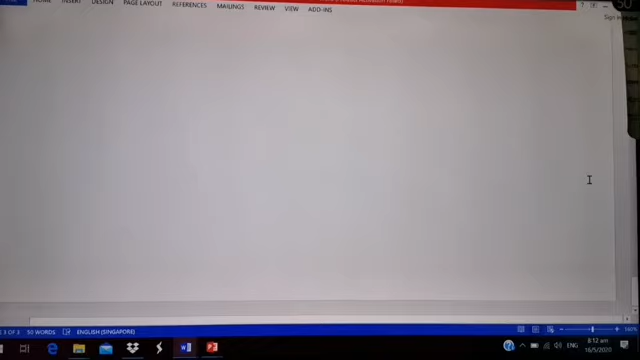 HOME INSERT DESIGN PAGE LAYOUT REFERENCES MAILINGS REVIEW VIEW ADD-INS
Sign in
3 OF 3 50 WORDS ENGLISH (SINGAPORE) 160%
ENG 8:12 am
16/5/2020